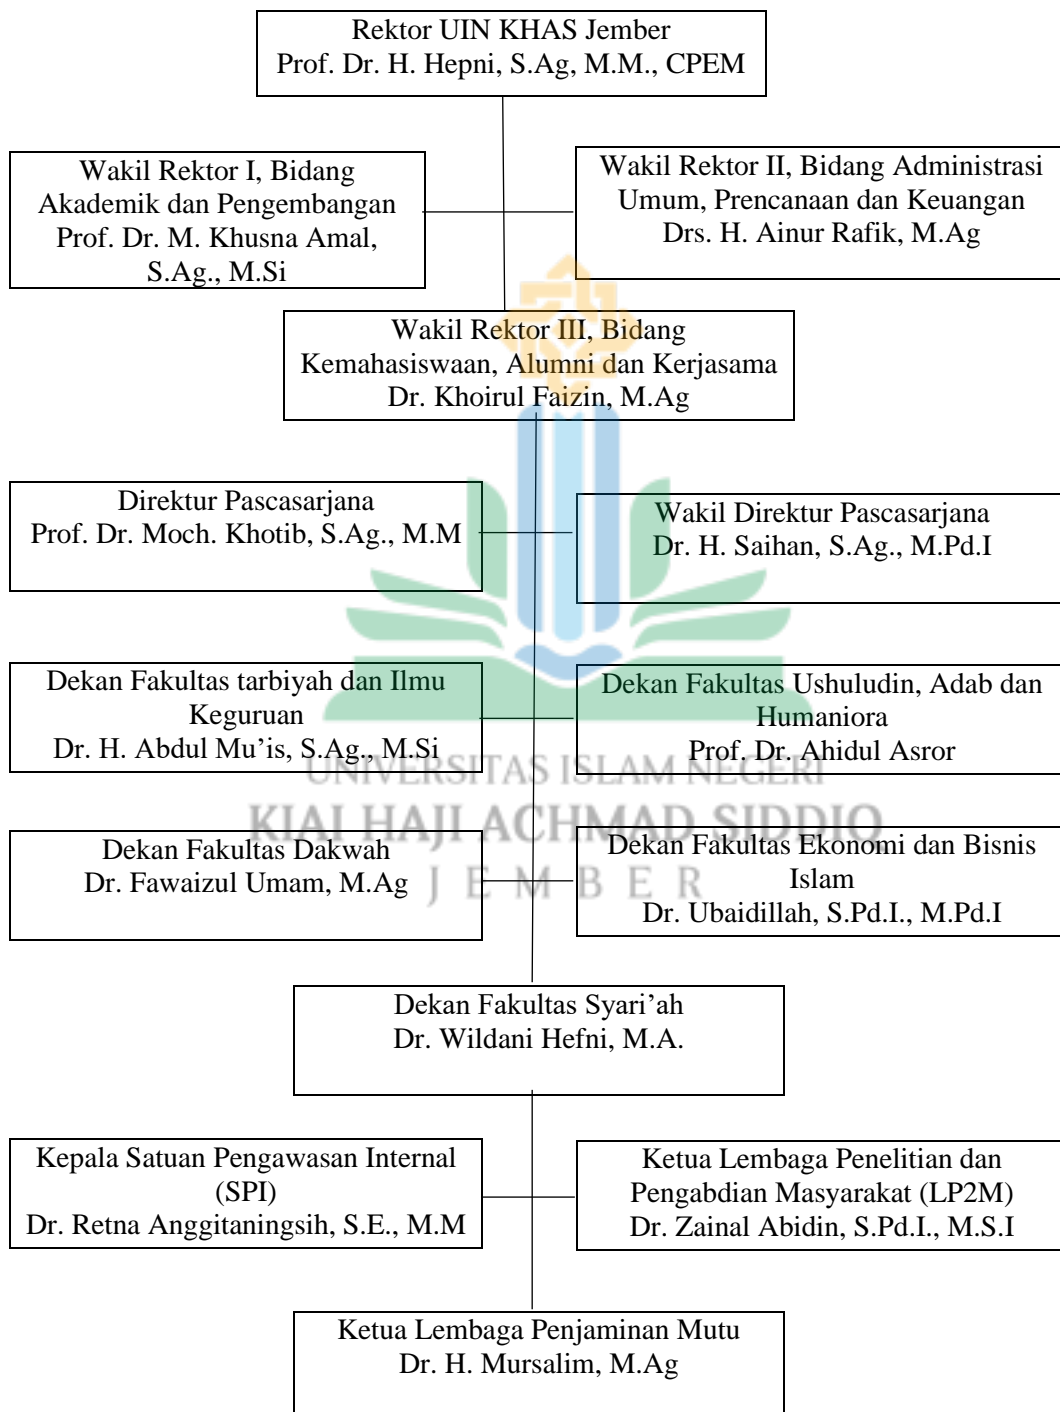 Rektor UIN KHAS Jember
Prof. Dr. H. Hepni, S.Ag, M.M., CPEM
Wakil Rektor I, Bidang
Akademik dan Pengembangan
Prof. Dr. M. Khusna Amal,
S.Ag., M.Si
Wakil Rektor II, Bidang Administrasi
Umum, Prencanaan dan Keuangan
Drs. H. Ainur Rafik, M.Ag
Wakil Rektor III, Bidang
Kemahasiswaan, Alumni dan Kerjasama
Dr. Khoirul Faizin, M.Ag
Direktur Pascasarjana
Prof. Dr. Moch. Khotib, S.Ag., M.M
Wakil Direktur Pascasarjana
Dr. H. Saihan, S.Ag., M.Pd.I
Dekan Fakultas tarbiyah dan Ilmu
Keguruan
Dr. H. Abdul Mu’is, S.Ag., M.Si
Dekan Fakultas Ushuludin, Adab dan
Humaniora
Prof. Dr. Ahidul Asror
UNIVERSITAS ISLAM NEGERI
KIAI HAJI ACHMAD SIDDIQ
JEMBER
Dekan Fakultas Dakwah
Dr. Fawaizul Umam, M.Ag
Dekan Fakultas Ekonomi dan Bisnis
Islam
Dr. Ubaidillah, S.Pd.I., M.Pd.I
Dekan Fakultas Syari’ah
Dr. Wildani Hefni, M.A.
Kepala Satuan Pengawasan Internal
(SPI)
Dr. Retna Anggitaningsih, S.E., M.M
Ketua Lembaga Penelitian dan
Pengabdian Masyarakat (LP2M)
Dr. Zainal Abidin, S.Pd.I., M.S.I
Ketua Lembaga Penjaminan Mutu
Dr. H. Mursalim, M.Ag